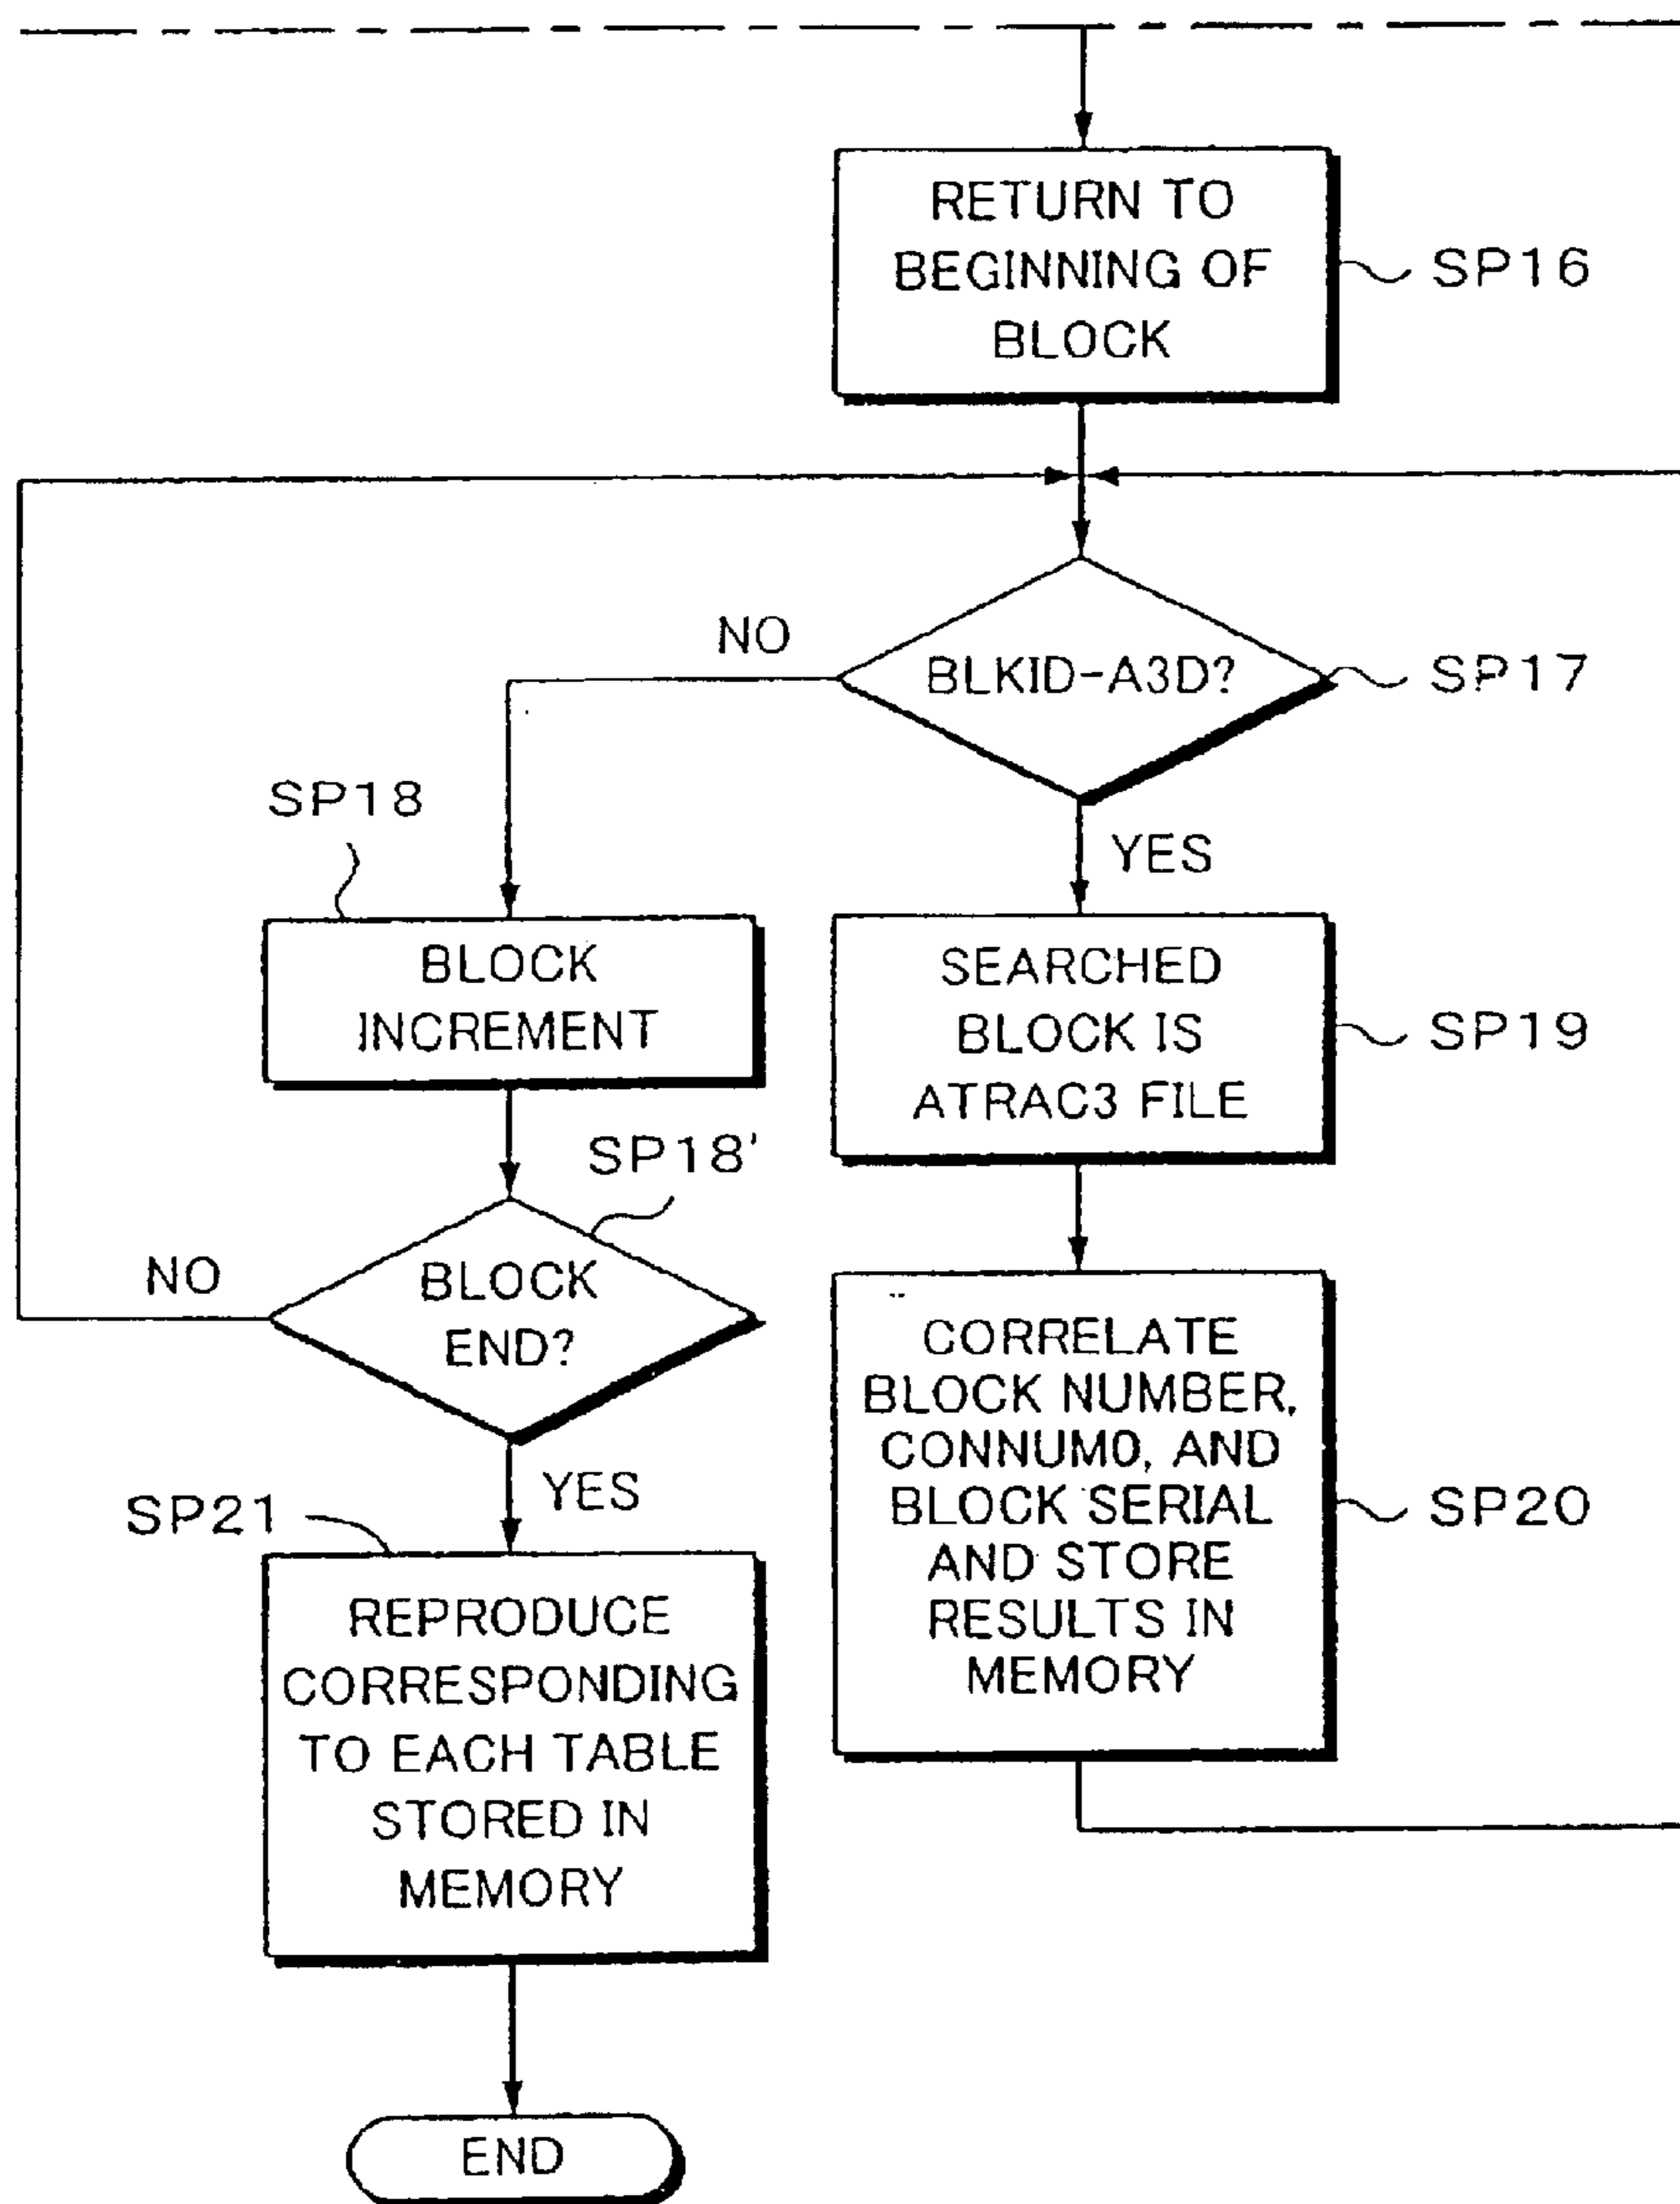 RETURN TO
BEGINNING OF
BLOCK
SP16
NO
BLKID-A3D?
SP17
YES
SP18
BLOCK
INCREMENT
SEARCHED
BLOCK IS
ATRAC3 FILE
SP19
SP18'
NO
BLOCK
END?
YES
CORRELATE
BLOCK NUMBER,
CONNUM0, AND
BLOCK SERIAL
AND STORE
RESULTS IN
MEMORY
SP20
SP21
REPRODUCE
CORRESPONDING
TO EACH TABLE
STORED IN
MEMORY
END